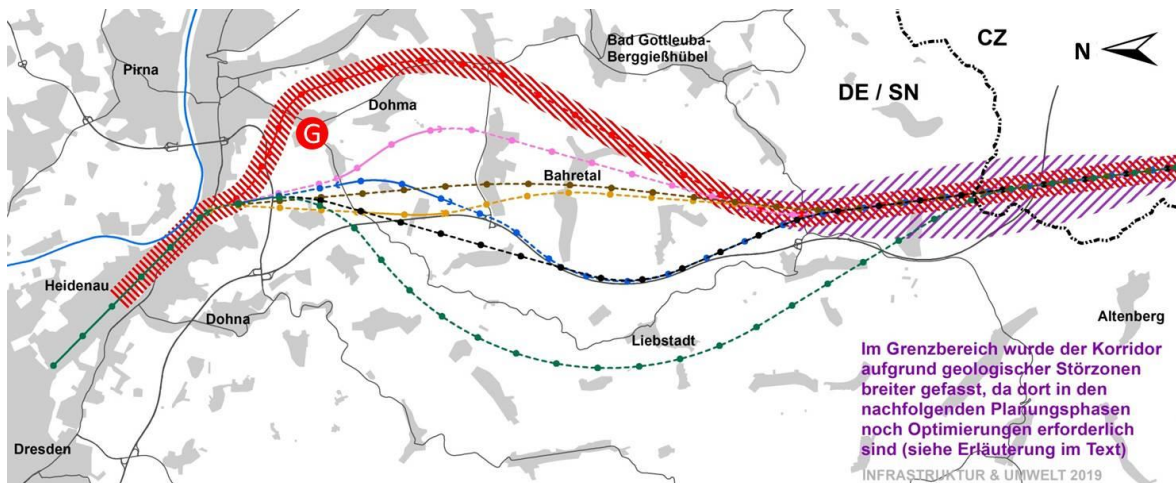 Pirna
Bad Gottleuba-
Berggießhübel
CZ
N
DE / SN
Dohma
G
Bahretal
Heidenau
Dohna
Liebstadt
Altenberg
Dresden
Im Grenzbereich wurde der Korridor
aufgrund geologischer Störzonen
breiter gefasst, da dort in den
nachfolgenden Planungsphasen
noch Optimierungen erforderlich
sind (siehe Erläuterung im Text)
INFRASTRUKTUR & UMWELT 2019